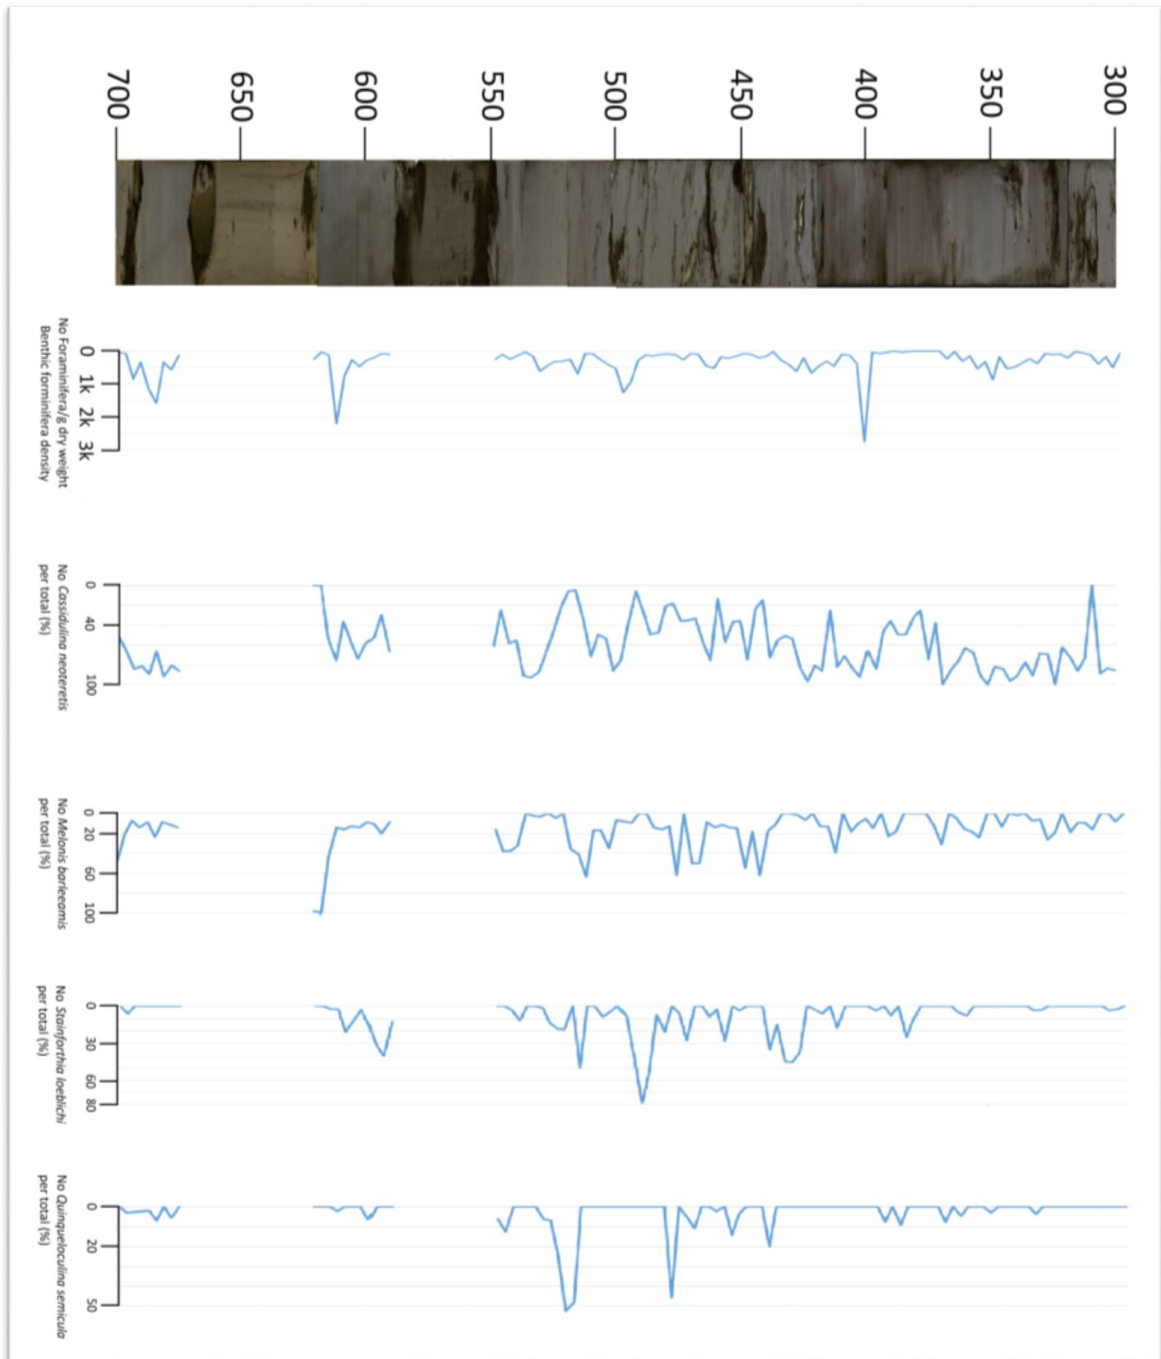 700 650 600 550 500 450 400 350 300
0 1k 2k 3k
No Foraminifera/g dry weight
Benthic forminifera density
0 40 100
No Cassidulina neoteretis
per total (%)
0 20 60 100
No Melonis barleeamis
per total (%)
0 30 60 80
No Stainforthia loeblichi
per total (%)
0 20 50
No Quinqueloculina semicula
per total (%)